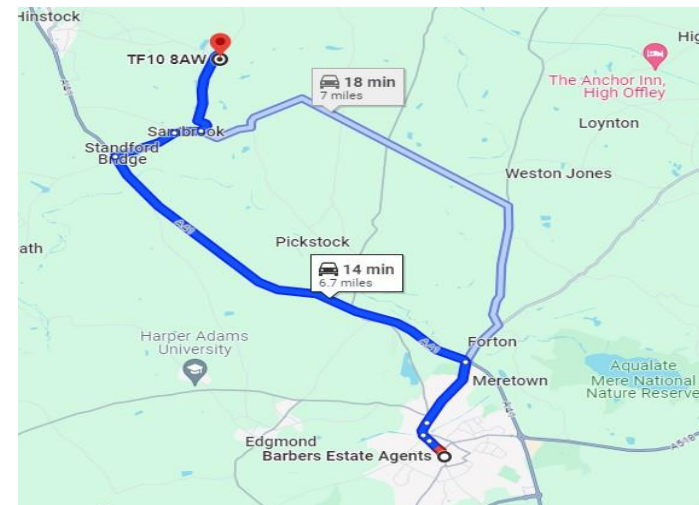 Hinstock
TF10 8AW
A41
18 min
7 miles
Hig
The Anchor Inn,
High Offley
Loynton
Sambrook
Standford
Bridge
Weston Jones
A41
ath
Pickstock
14 min
6.7 miles
Harper Adams
University
A41
Forton
Aqualate
Mere National
Nature Reserve
Meretown
A41
A518
Edgmond
Barbers Estate Agents